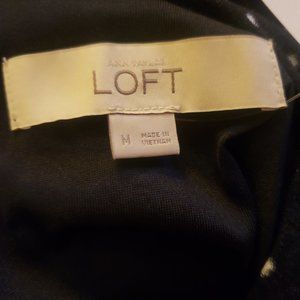 ANN TAYLOR
LOFT
M
MADE IN
VIETNAM